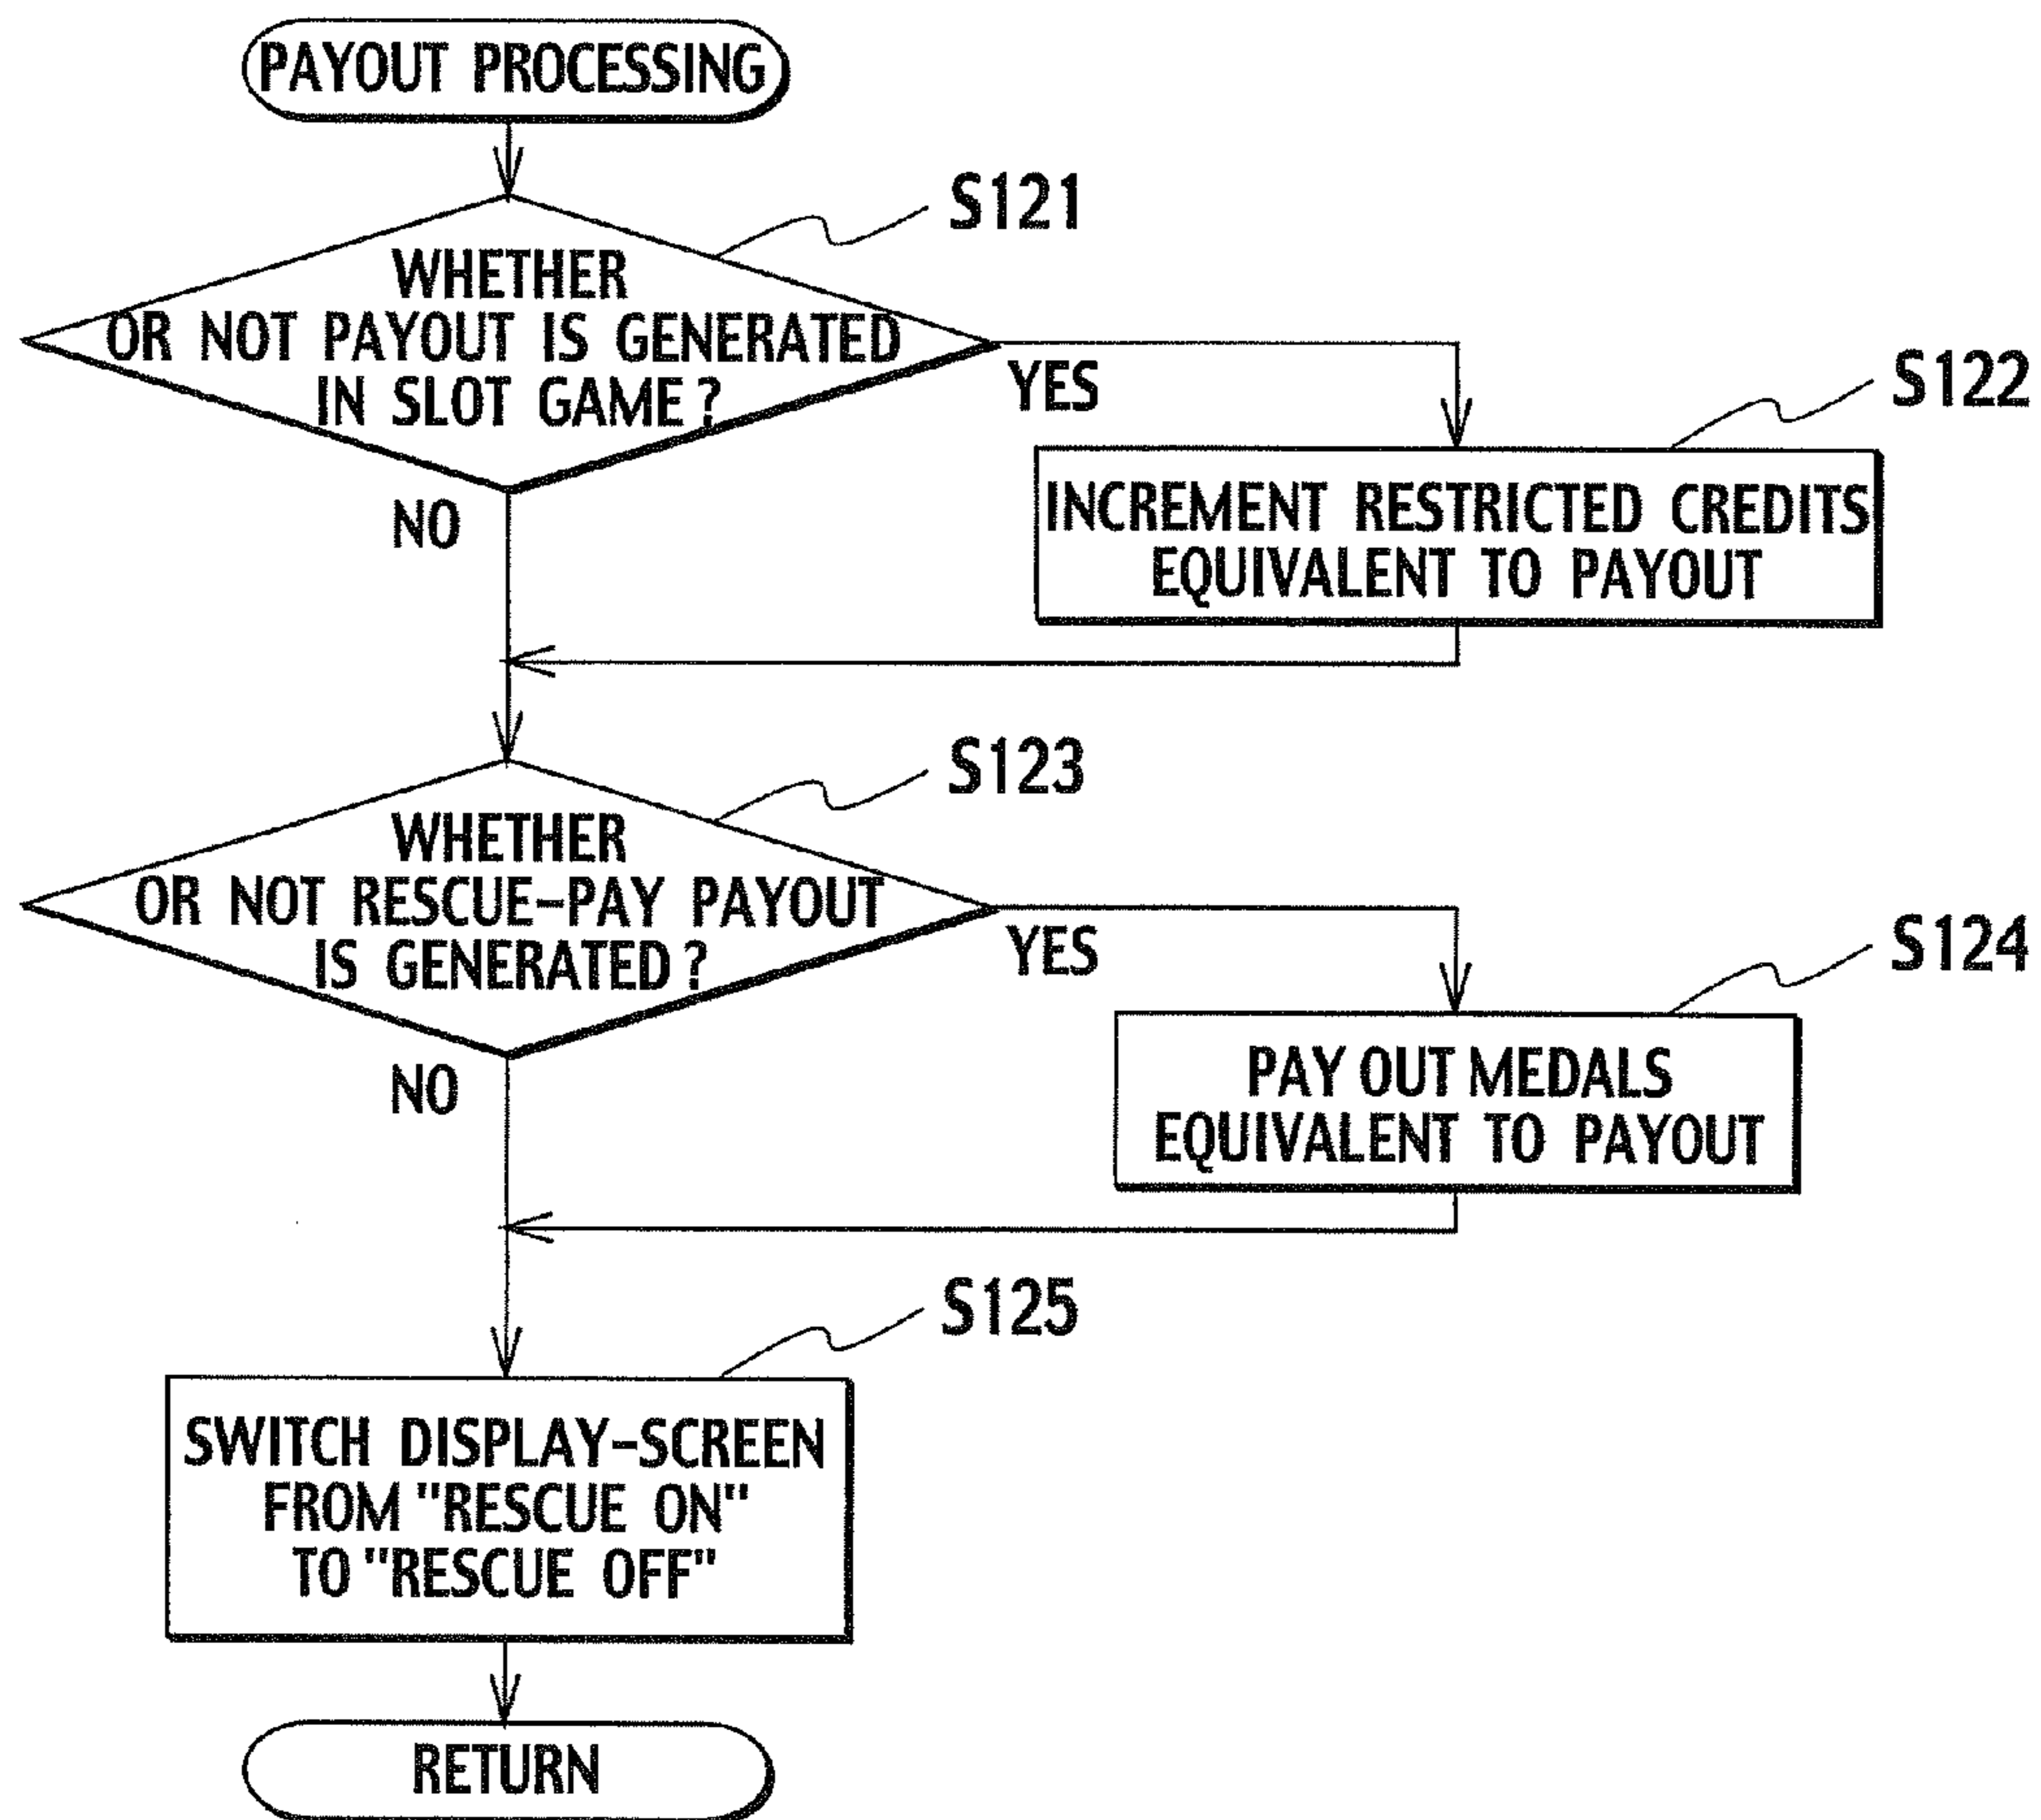 PAYOUT PROCESSING
S121
WHETHER
OR NOT PAYOUT IS GENERATED
IN SLOT GAME?
YES
NO
S122
INCREMENT RESTRICTED CREDITS
EQUIVALENT TO PAYOUT
S123
WHETHER
OR NOT RESCUE-PAY PAYOUT
IS GENERATED?
YES
NO
S124
PAY OUT MEDALS
EQUIVALENT TO PAYOUT
S125
SWITCH DISPLAY-SCREEN
FROM "RESCUE ON"
TO "RESCUE OFF"
RETURN